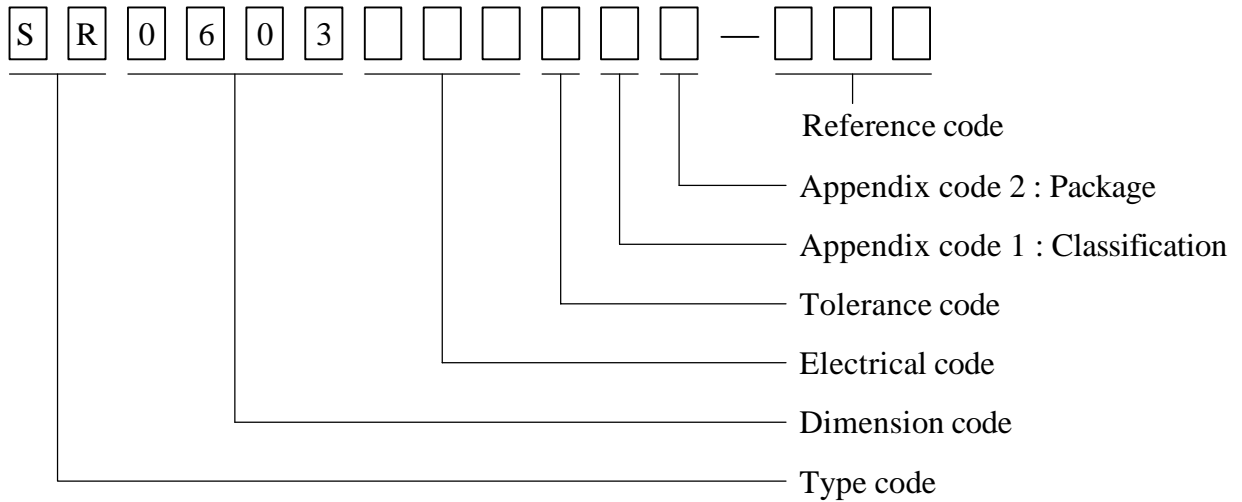 S R 0 6 0 3 —
Reference code
Appendix code 2 : Package
Appendix code 1 : Classification
Tolerance code
Electrical code
Dimension code
Type code